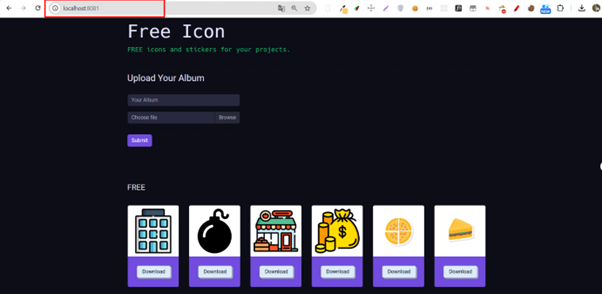 localhost:8081
Free Icon
FREE icons and stickers for your projects.
Upload Your Album
Your Album
Choose file Browse
Submit
FREE
Download Download Download Download Download Download